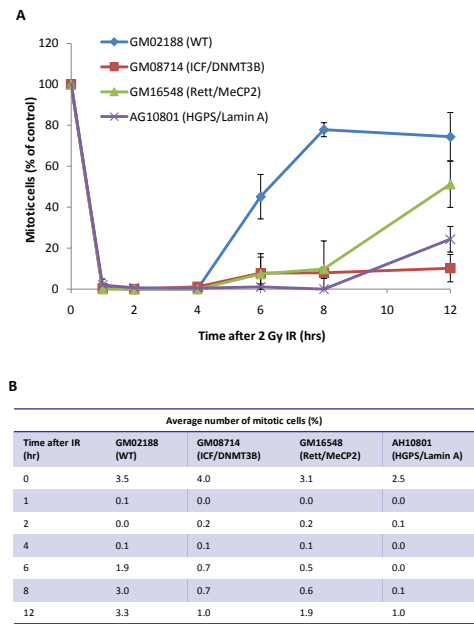 A
GM02188 (WT)
GM08714 (ICF/DNMT3B)
GM16548 (Rett/MeCP2)
AG10801 (HGPS/Lamin A)
Mitotic cells (% of control)
120
100
80
60
40
20
0
0 2 4 6 8 10 12
Time after 2 Gy IR (hrs)
B
Average number of mitotic cells (%)
Time after IR (hr) GM02188 (WT) GM08714 (ICF/DNMT3B) GM16548 (Rett/MeCP2) AH10801 (HGPS/Lamin A)
0 3.5 4.0 3.1 2.5
1 0.1 0.0 0.0 0.0
2 0.0 0.2 0.2 0.1
4 0.1 0.1 0.1 0.0
6 1.9 0.7 0.5 0.0
8 3.0 0.7 0.6 0.1
12 3.3 1.0 1.9 1.0